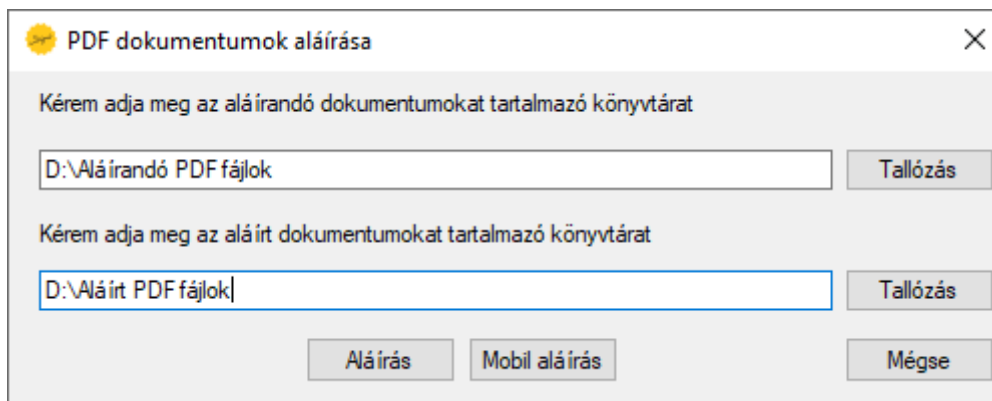 PDF dokumentumok aláírása
Kérem adja meg az aláírandó dokumentumokat tartalmazó könyvtárat
D:\Aláírandó PDF fájlok
Tallózás
Kérem adja meg az aláírt dokumentumokat tartalmazó könyvtárat
D:\Aláírt PDF fájlok
Tallózás
Aláírás
Mobil aláírás
Mégse